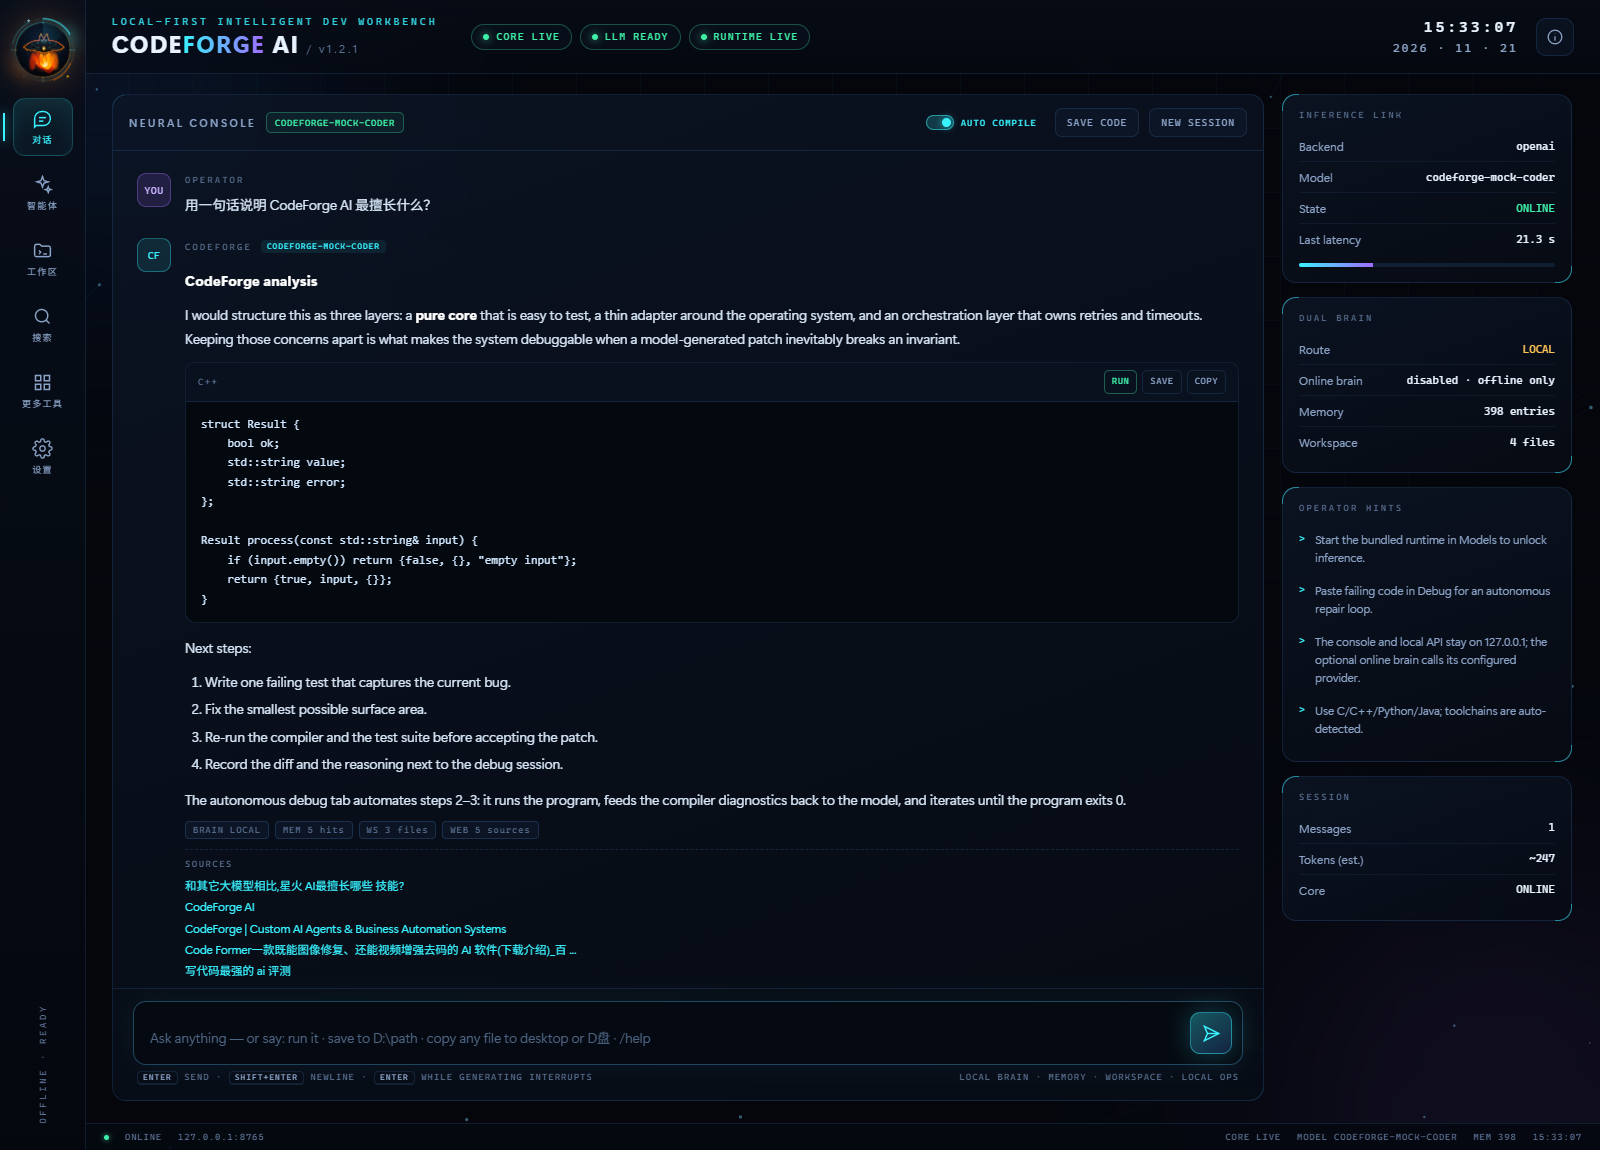 LOCAL-FIRST INTELLIGENT DEV WORKBENCH
CODEFORGE AI / v1.2.1
CORE LIVE
LLM READY
RUNTIME LIVE
15:33:07
2026 · 11 · 21
对话
智能体
工作区
搜索
更多工具
设置
OFFLINE · READY
NEURAL CONSOLE
CODEFORGE-MOCK-CODER
AUTO COMPILE
SAVE CODE
NEW SESSION
YOU
OPERATOR
用一句话说明 CodeForge AI 最擅长什么?
CF
CODEFORGE
CODEFORGE-MOCK-CODER
CodeForge analysis
I would structure this as three layers: a pure core that is easy to test, a thin adapter around the operating system, and an orchestration layer that owns retries and timeouts.
Keeping those concerns apart is what makes the system debuggable when a model-generated patch inevitably breaks an invariant.
C++
RUN
SAVE
COPY
struct Result {
    bool ok;
    std::string value;
    std::string error;
};
Result process(const std::string& input) {
    if (input.empty()) return {false, {}, "empty input"};
    return {true, input, {}};
}
Next steps:
1. Write one failing test that captures the current bug.
2. Fix the smallest possible surface area.
3. Re-run the compiler and the test suite before accepting the patch.
4. Record the diff and the reasoning next to the debug session.
The autonomous debug tab automates steps 2–3: it runs the program, feeds the compiler diagnostics back to the model, and iterates until the program exits 0.
BRAIN LOCAL
MEM 5 hits
WS 3 files
WEB 5 sources
SOURCES
和其它大模型相比,星火 AI最擅长哪些 技能?
CodeForge AI
CodeForge | Custom AI Agents & Business Automation Systems
Code Former一款既能图像修复、还能视频增强去码的 AI 软件(下载介绍)_百 ...
写代码最强的 ai 评测
Ask anything — or say: run it · save to D:\path · copy any file to desktop or D盘 · /help
ENTER SEND · SHIFT+ENTER NEWLINE · ENTER WHILE GENERATING INTERRUPTS
LOCAL BRAIN · MEMORY · WORKSPACE · LOCAL OPS
INFERENCE LINK
Backend openai
Model codeforge-mock-coder
State ONLINE
Last latency 21.3 s
DUAL BRAIN
Route LOCAL
Online brain disabled · offline only
Memory 398 entries
Workspace 4 files
OPERATOR HINTS
> Start the bundled runtime in Models to unlock
inference.
> Paste failing code in Debug for an autonomous
repair loop.
> The console and local API stay on 127.0.0.1; the
optional online brain calls its configured
provider.
> Use C/C++/Python/Java; toolchains are auto-
detected.
SESSION
Messages 1
Tokens (est.) ~247
Core ONLINE
ONLINE 127.0.0.1:8765
CORE LIVE MODEL CODEFORGE-MOCK-CODER MEM 398 15:33:07